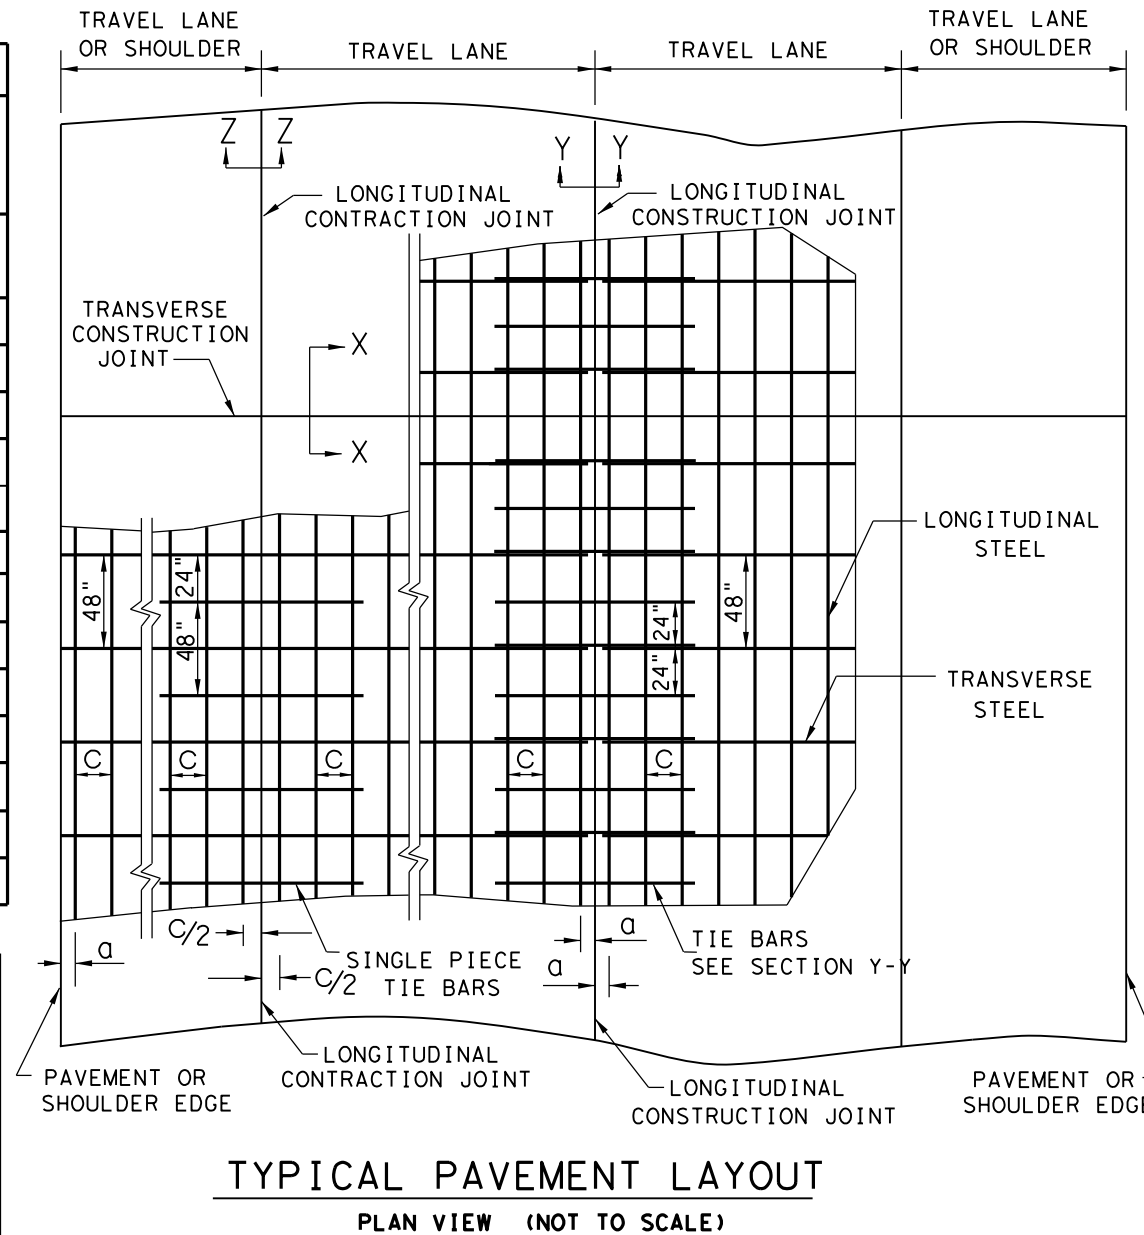 TRAVEL LANE
OR SHOULDER
TRAVEL LANE
TRAVEL LANE
TRAVEL LANE
OR SHOULDER
Z Z
Y Y
LONGITUDINAL
CONTRACTION JOINT
LONGITUDINAL
CONSTRUCTION JOINT
TRANSVERSE
CONSTRUCTION
JOINT
X
X
LONGITUDINAL
STEEL
48"
24"
48"
24"
24"
48"
TRANSVERSE
STEEL
C
C
C
C
C
C/2
a
C/2
SINGLE PIECE
TIE BARS
a
a
TIE BARS
SEE SECTION Y-Y
PAVEMENT OR
SHOULDER EDGE
LONGITUDINAL
CONTRACTION JOINT
LONGITUDINAL
CONSTRUCTION JOINT
PAVEMENT OR
SHOULDER EDGE
TYPICAL PAVEMENT LAYOUT
PLAN VIEW (NOT TO SCALE)